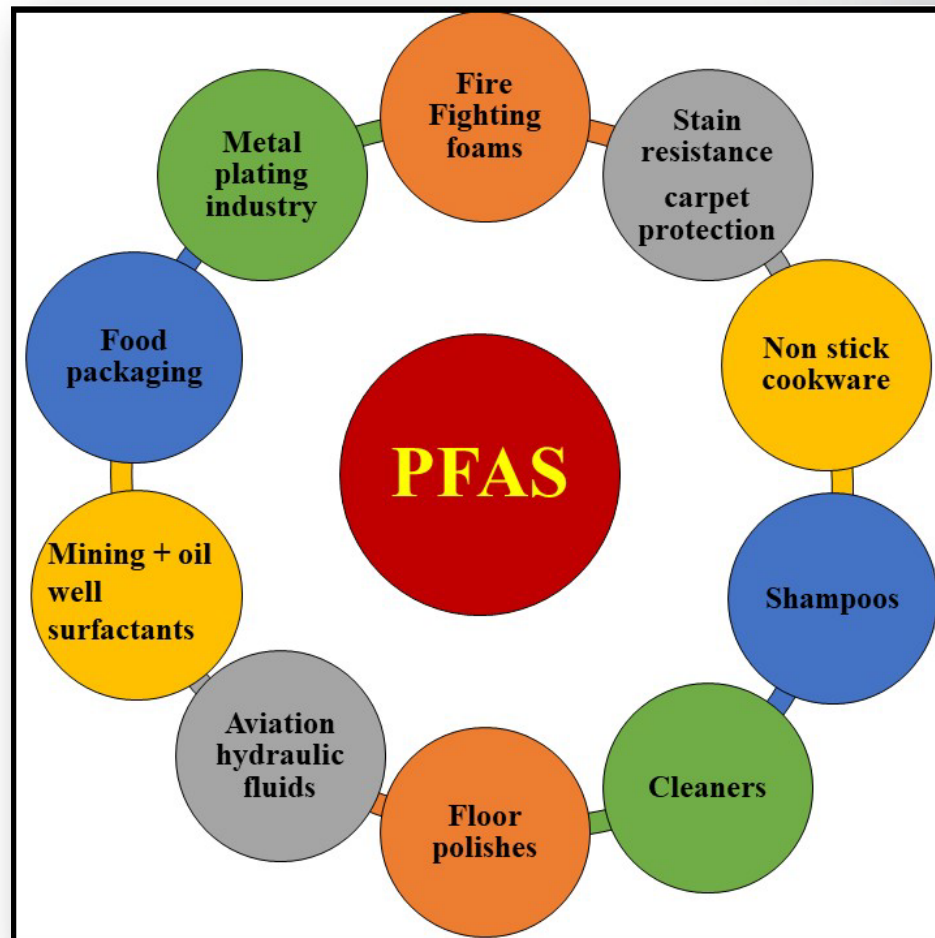 Fire
Fighting
foams
Stain
resistance
carpet
protection
Non stick
cookware
Shampoos
Cleaners
Floor
polishes
Aviation
hydraulic
fluids
Mining + oil
well
surfactants
Food
packaging
Metal
plating
industry
PFAS